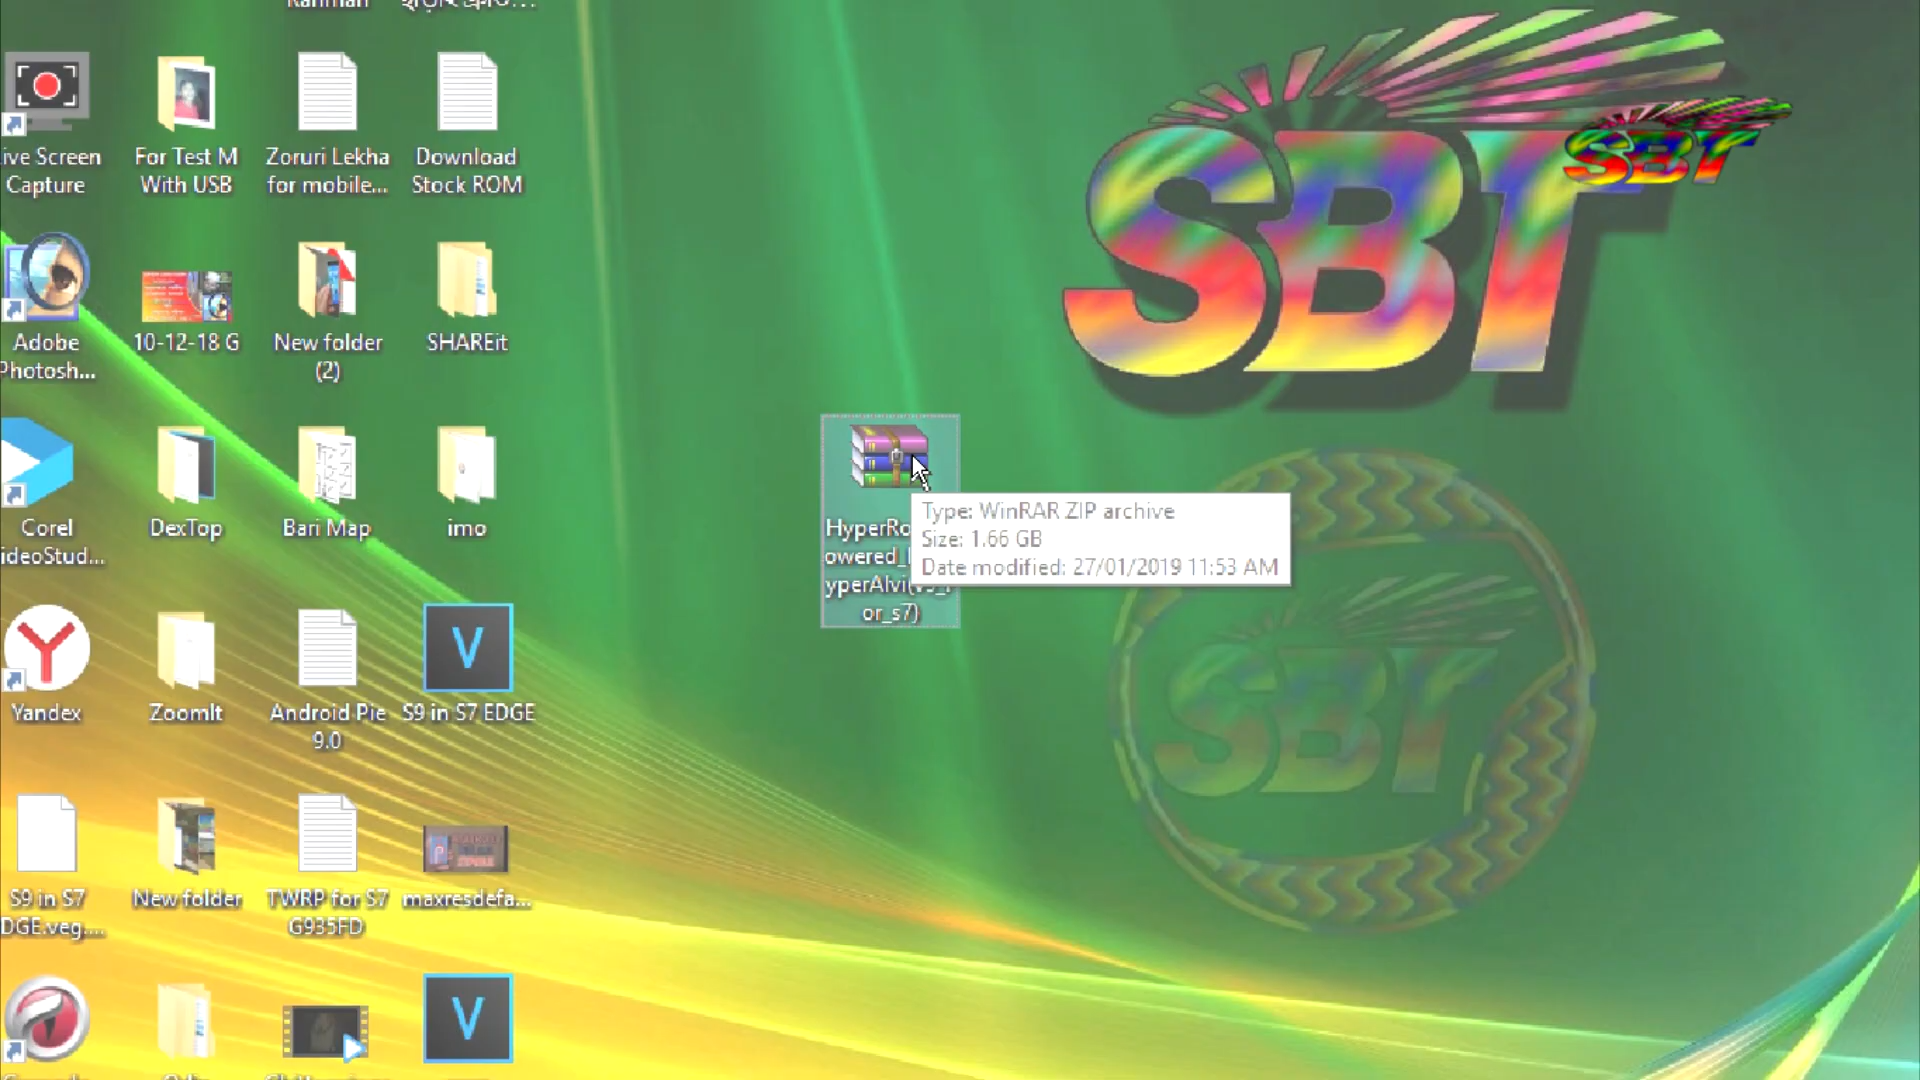 Rahman
SBT
SBT
ive Screen
Capture
For Test M
With USB
Zoruri Lekha
for mobile...
Download
Stock ROM
Adobe
Photosh...
10-12-18 G
New folder
(2)
SHAREit
Corel
ideoStud...
DexTop
Bari Map
imo
HyperRo
owered_
yperAlvi(v5_f
or_s7)
Type: WinRAR ZIP archive
Size: 1.66 GB
Date modified: 27/01/2019 11:53 AM
Yandex
ZoomIt
Android Pie
9.0
S9 in S7 EDGE
SBT
S9 in S7
DGE.veg....
New folder
TWRP for S7
G935FD
maxresdefa...